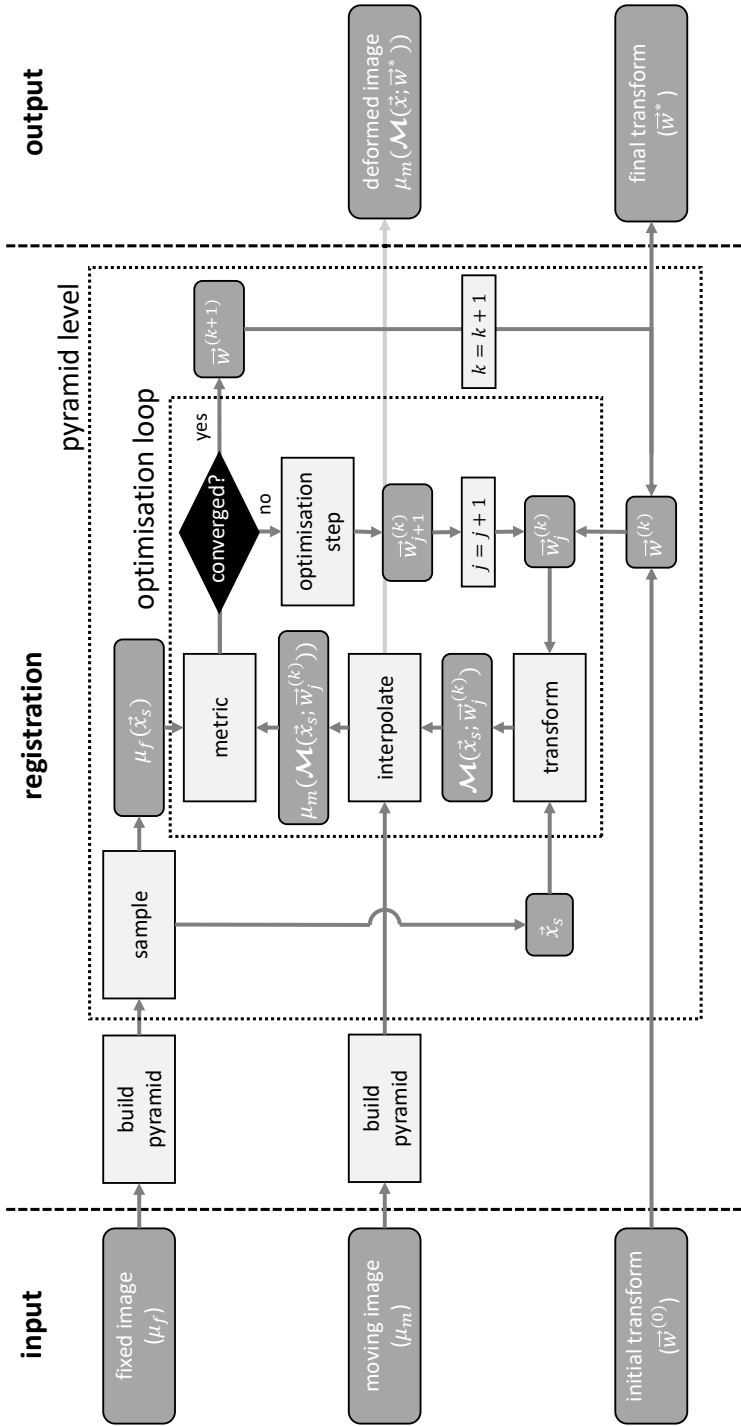 input
registration
output
pyramid level
optimisation loop
fixed image
(μ_f)
build
pyramid
sample
μ_f(x⃗_s)
metric
converged?
yes
no
w⃗^(k+1)
optimisation
step
μ_m(𝓜(x⃗_s; w⃗_j^(k)))
w⃗_{j+1}^(k)
moving image
(μ_m)
build
pyramid
interpolate
deformed image
μ_m(𝓜(x⃗; w⃗*))
j = j + 1
k = k + 1
𝓜(x⃗_s; w⃗_j^(k))
x⃗_s
transform
w⃗_j^(k)
initial transform
(w⃗^(0))
w⃗^(k)
final transform
(w⃗*)